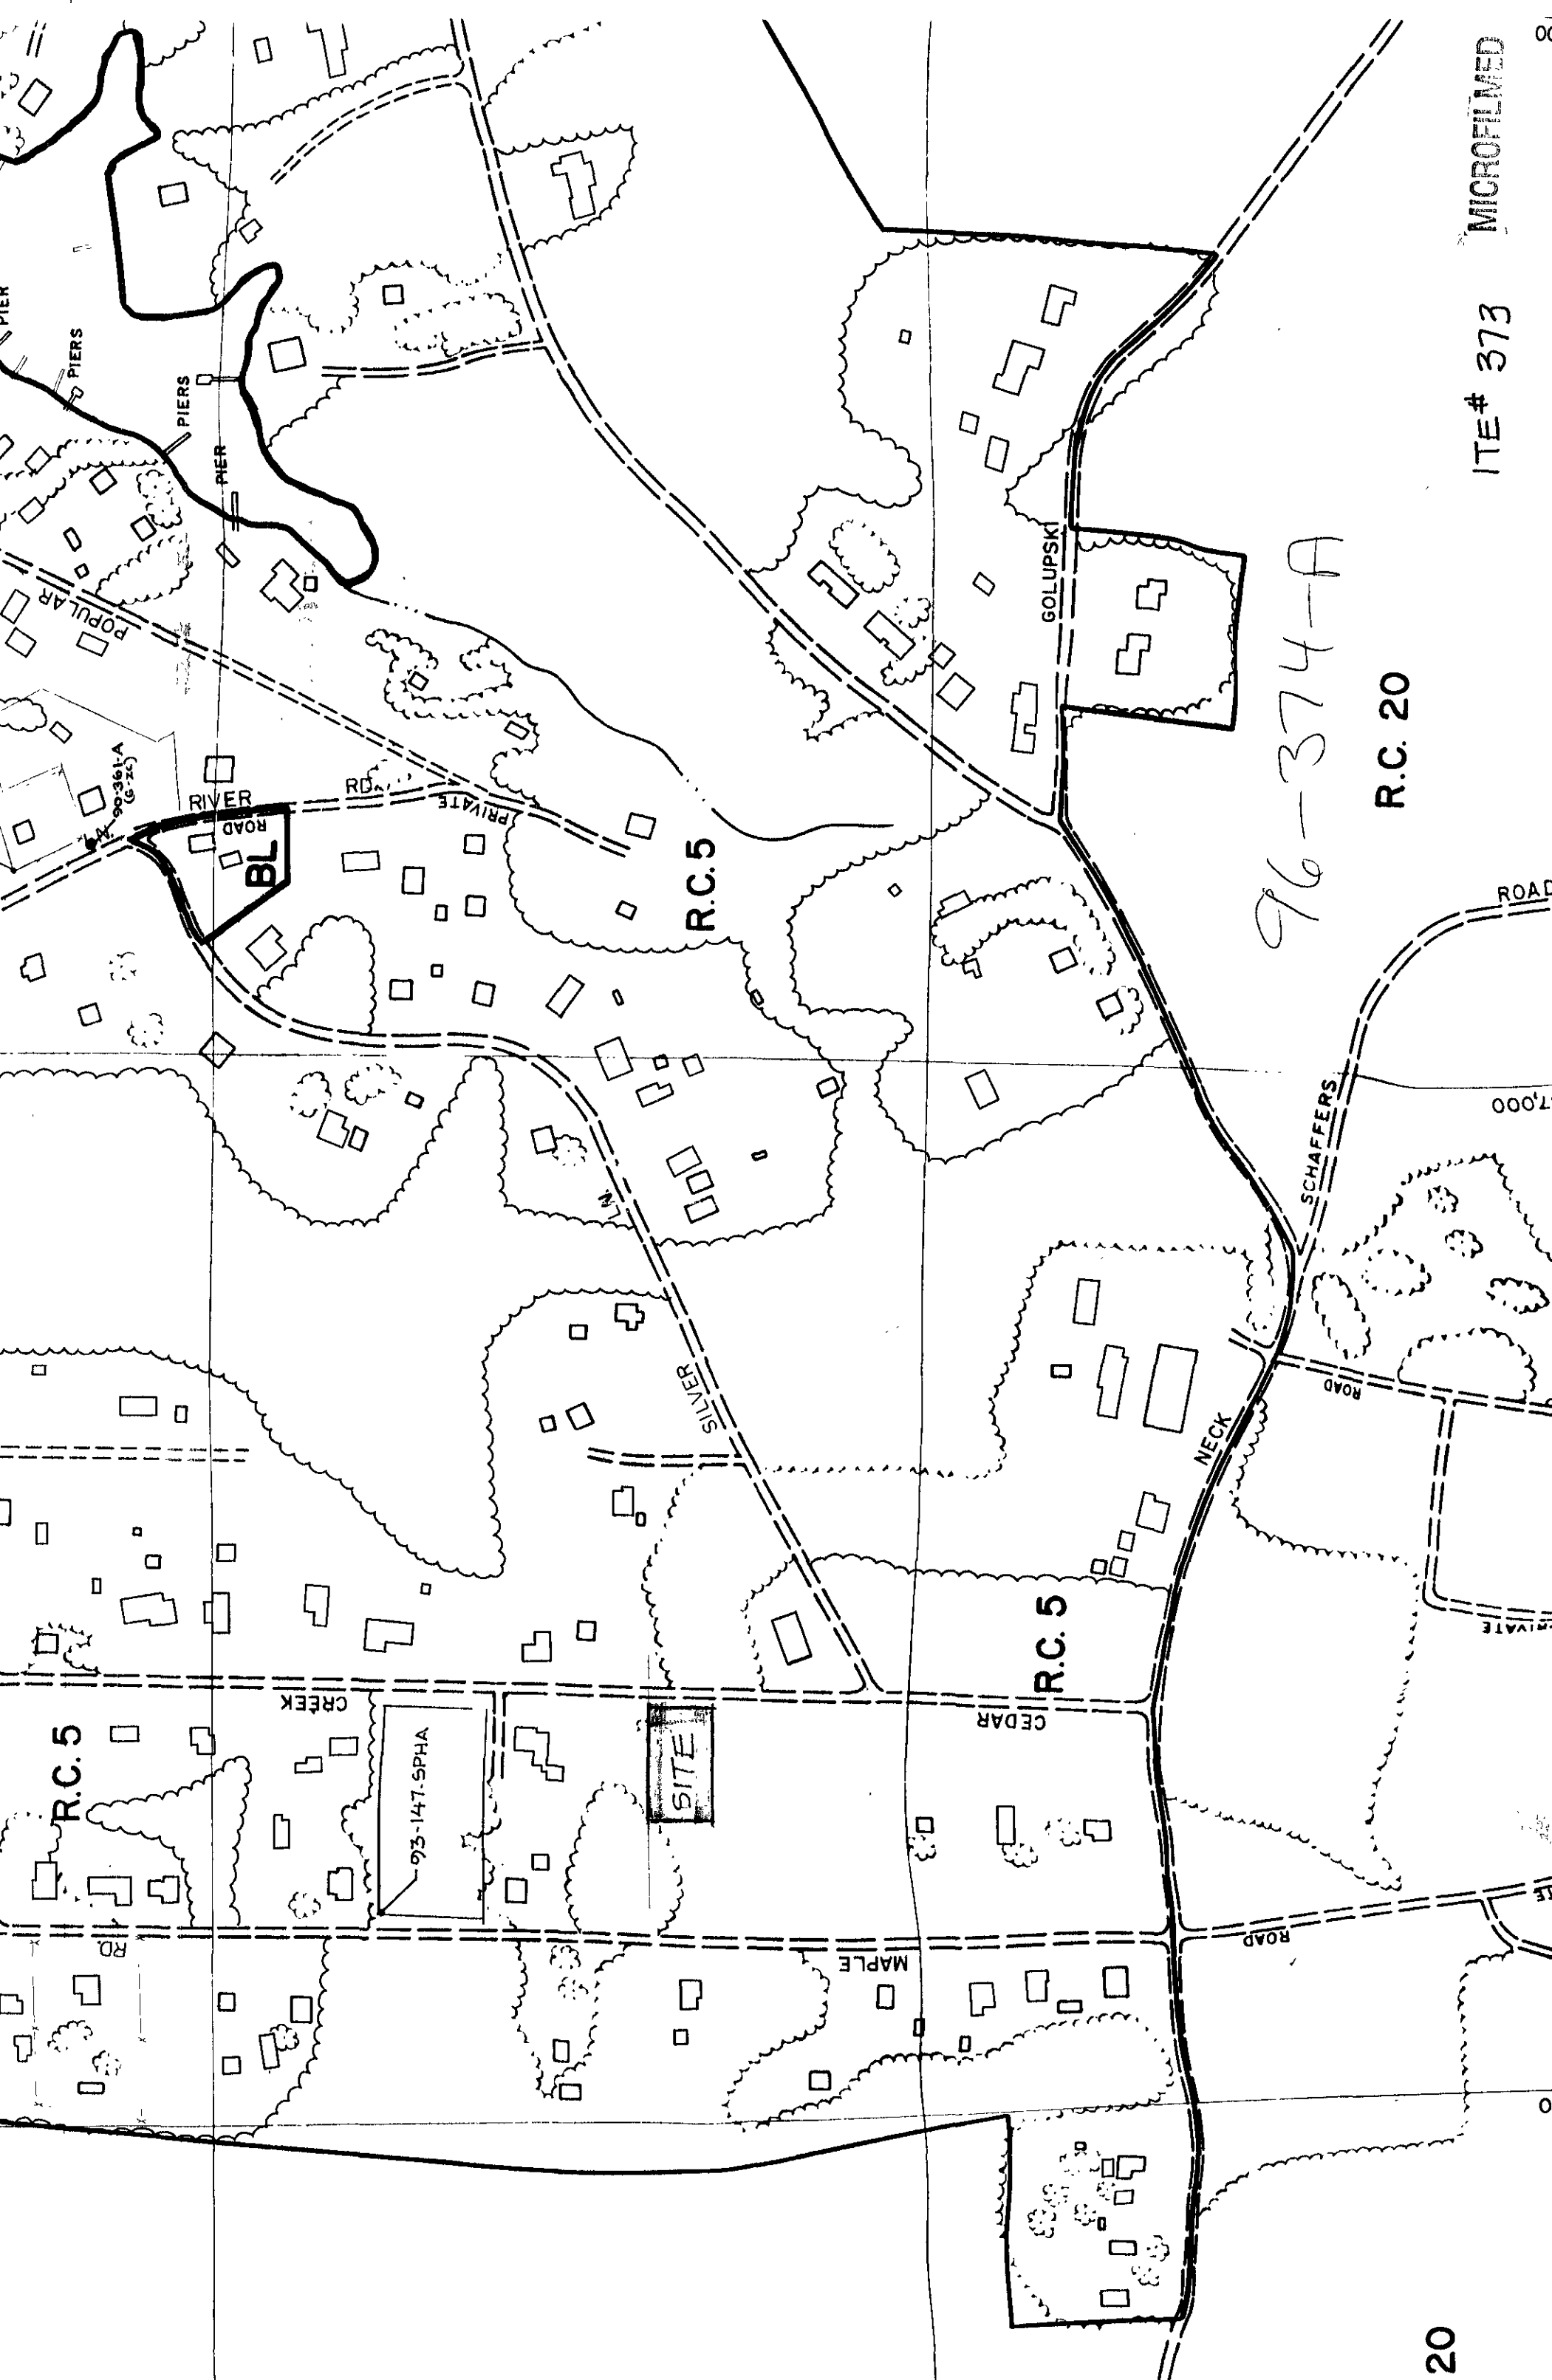 MICROFILMED
ITE# 373
96-374-A
R.C. 20
PIER
PIERS
PIERS
PIER
POPULAR
90-361-A
RIVER
ROAD
RD.
PRIVATE
BL
R.C. 5
GOLUPSKI
ROAD
SCHAFFERS
LN.
SILVER
NECK
ROAD
PRIVATE
R.C. 5
CREEK
CEDAR
R.C. 5
93-147-SPHA
SITE
RD.
MAPLE
ROAD
20